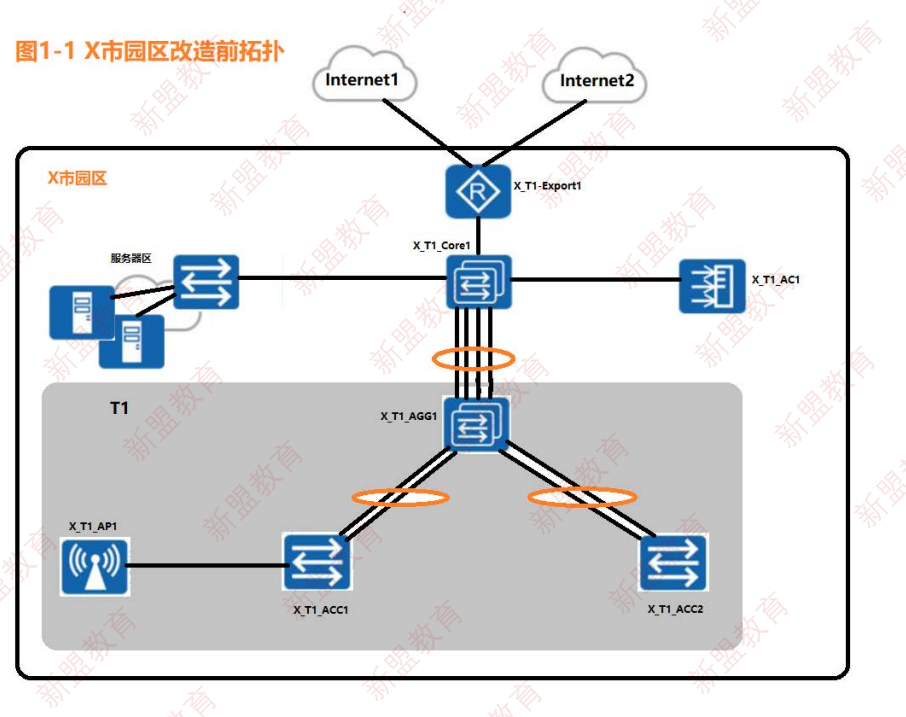 图1-1 X市园区改造前拓扑
Internet1
Internet2
X市园区
X_T1-Export1
X_T1_Core1
服务器区
X_T1_AC1
T1
X_T1_AGG1
X_T1_AP1
X_T1_ACC1
X_T1_ACC2
新盟教育